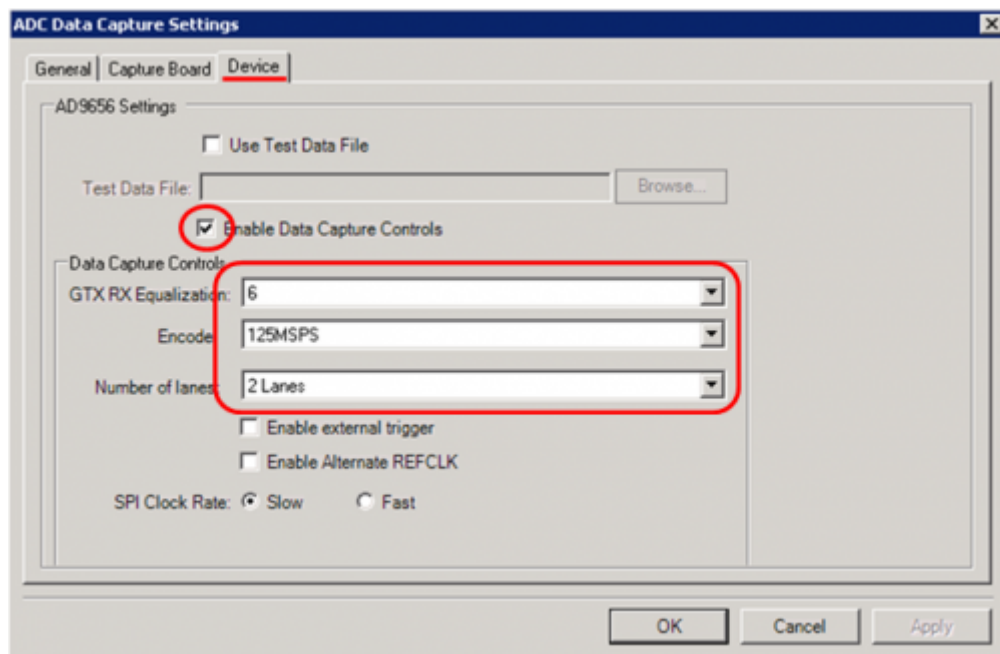 ADC Data Capture Settings
General Capture Board Device
AD9656 Settings
Use Test Data File
Test Data File: Browse...
Enable Data Capture Controls
Data Capture Controls
GTX RX Equalization: 6
Encode 125MSPS
Number of lanes: 2 Lanes
Enable external trigger
Enable Alternate REFCLK
SPI Clock Rate: Slow Fast
OK Cancel Apply